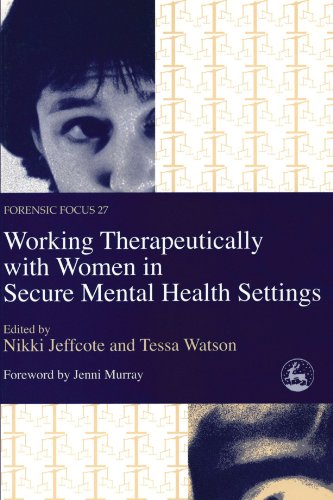 FORENSIC FOCUS 27
Working Therapeutically
with Women in
Secure Mental Health Settings
Edited by
Nikki Jeffcote and Tessa Watson
Foreword by Jenni Murray